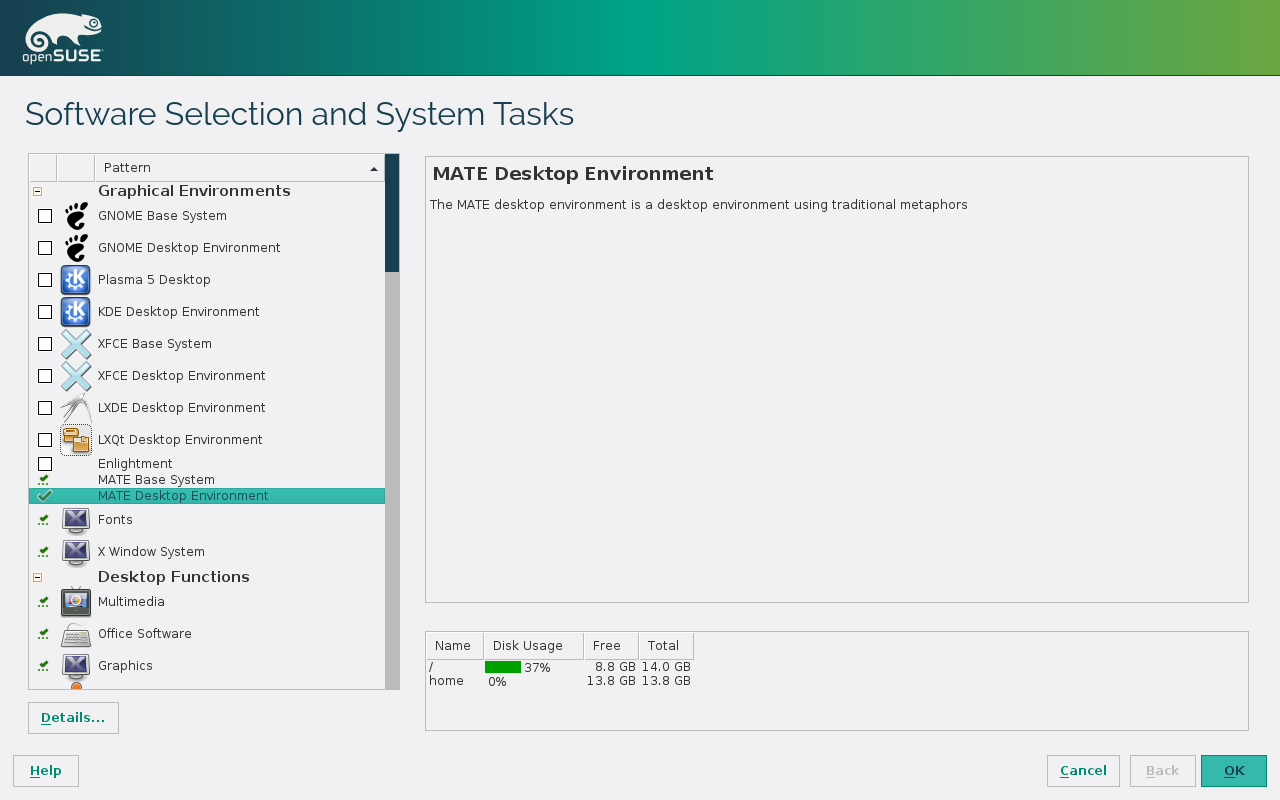 openSUSE
Software Selection and System Tasks
Pattern
Graphical Environments
GNOME Base System
GNOME Desktop Environment
Plasma 5 Desktop
KDE Desktop Environment
XFCE Base System
XFCE Desktop Environment
LXDE Desktop Environment
LXQt Desktop Environment
Enlightment
MATE Base System
MATE Desktop Environment
Fonts
X Window System
Desktop Functions
Multimedia
Office Software
Graphics
Details...
MATE Desktop Environment
The MATE desktop environment is a desktop environment using traditional metaphors
Name Disk Usage Free Total
/ 37% 8.8 GB 14.0 GB
home 0% 13.8 GB 13.8 GB
Help Cancel Back OK